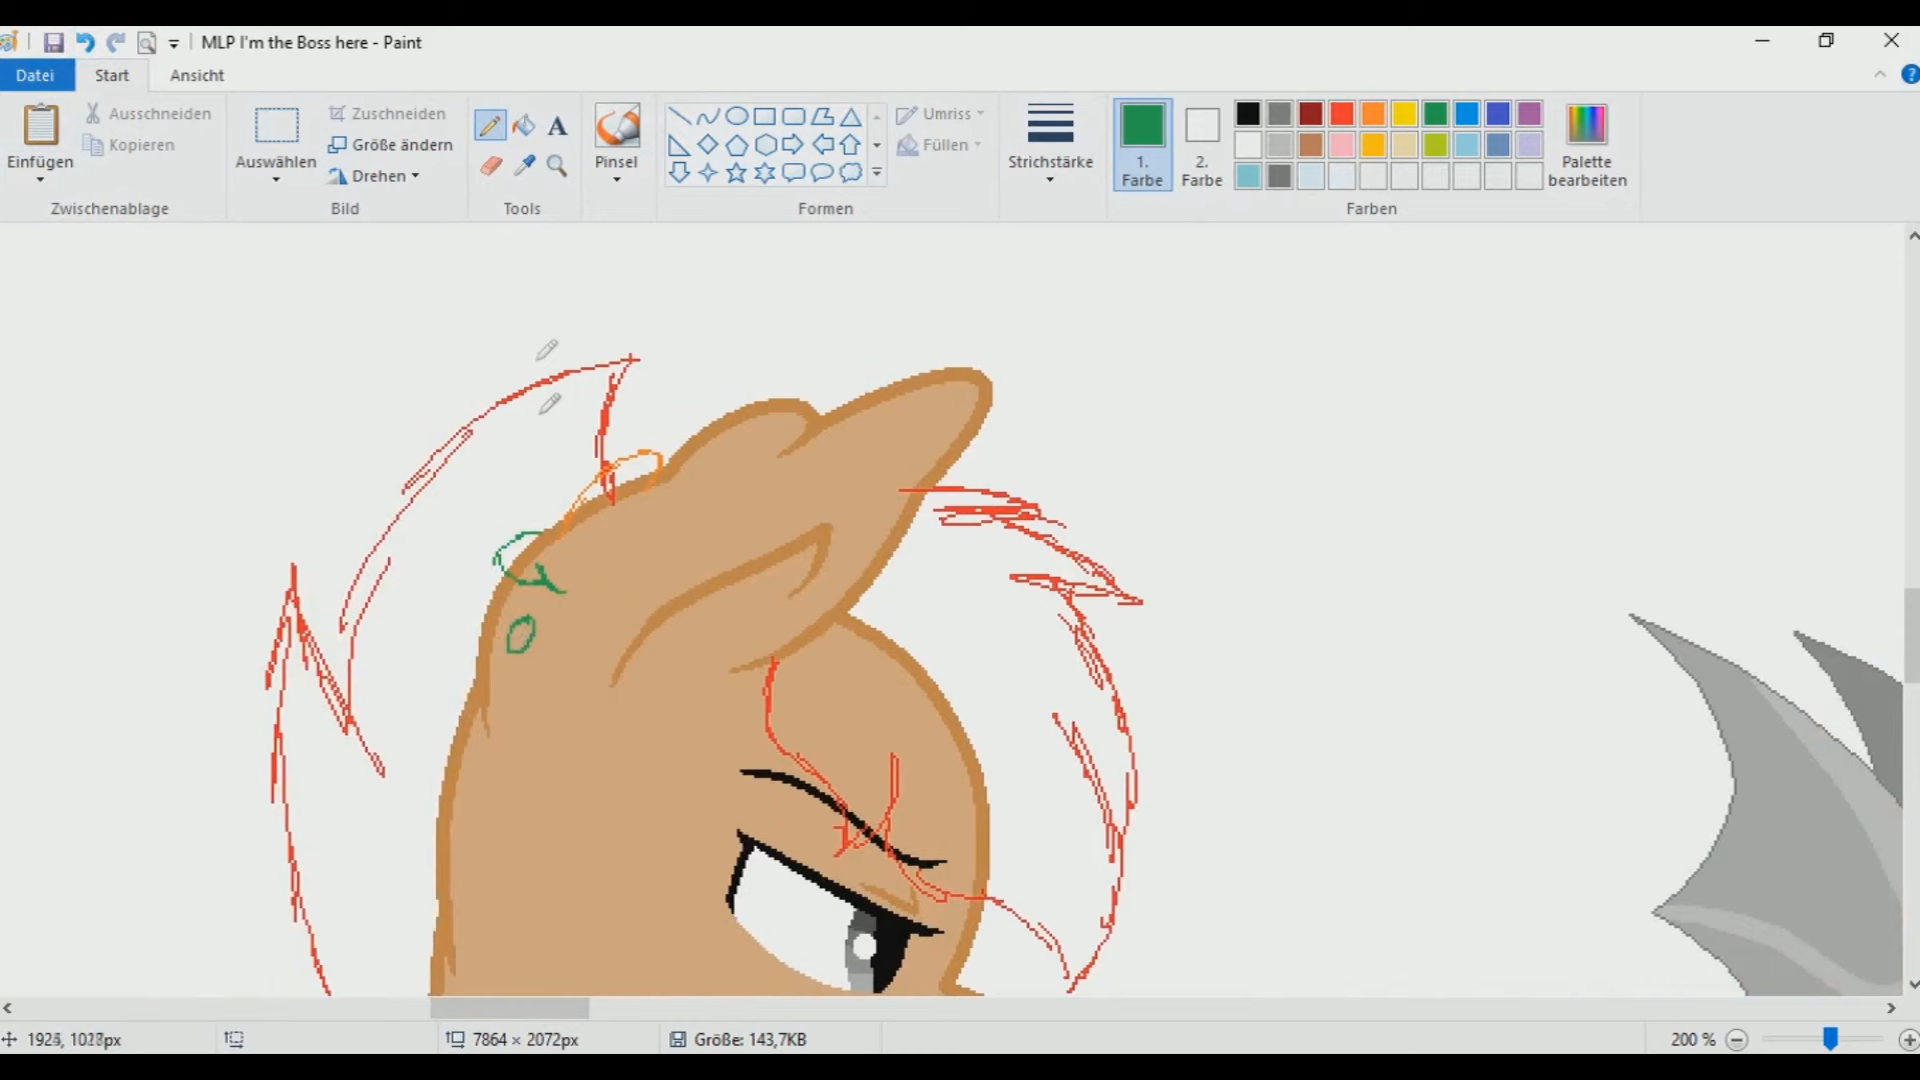 MLP I'm the Boss here - Paint
Datei Start Ansicht
Ausschneiden Zuschneiden Umriss
Kopieren Größe ändern Füllen
Einfügen Auswählen Drehen Pinsel Strichstärke 1. Farbe 2. Farbe Palette bearbeiten
Zwischenablage Bild Tools Formen Farben
7864 × 2072px Größe: 143,7KB 200 %